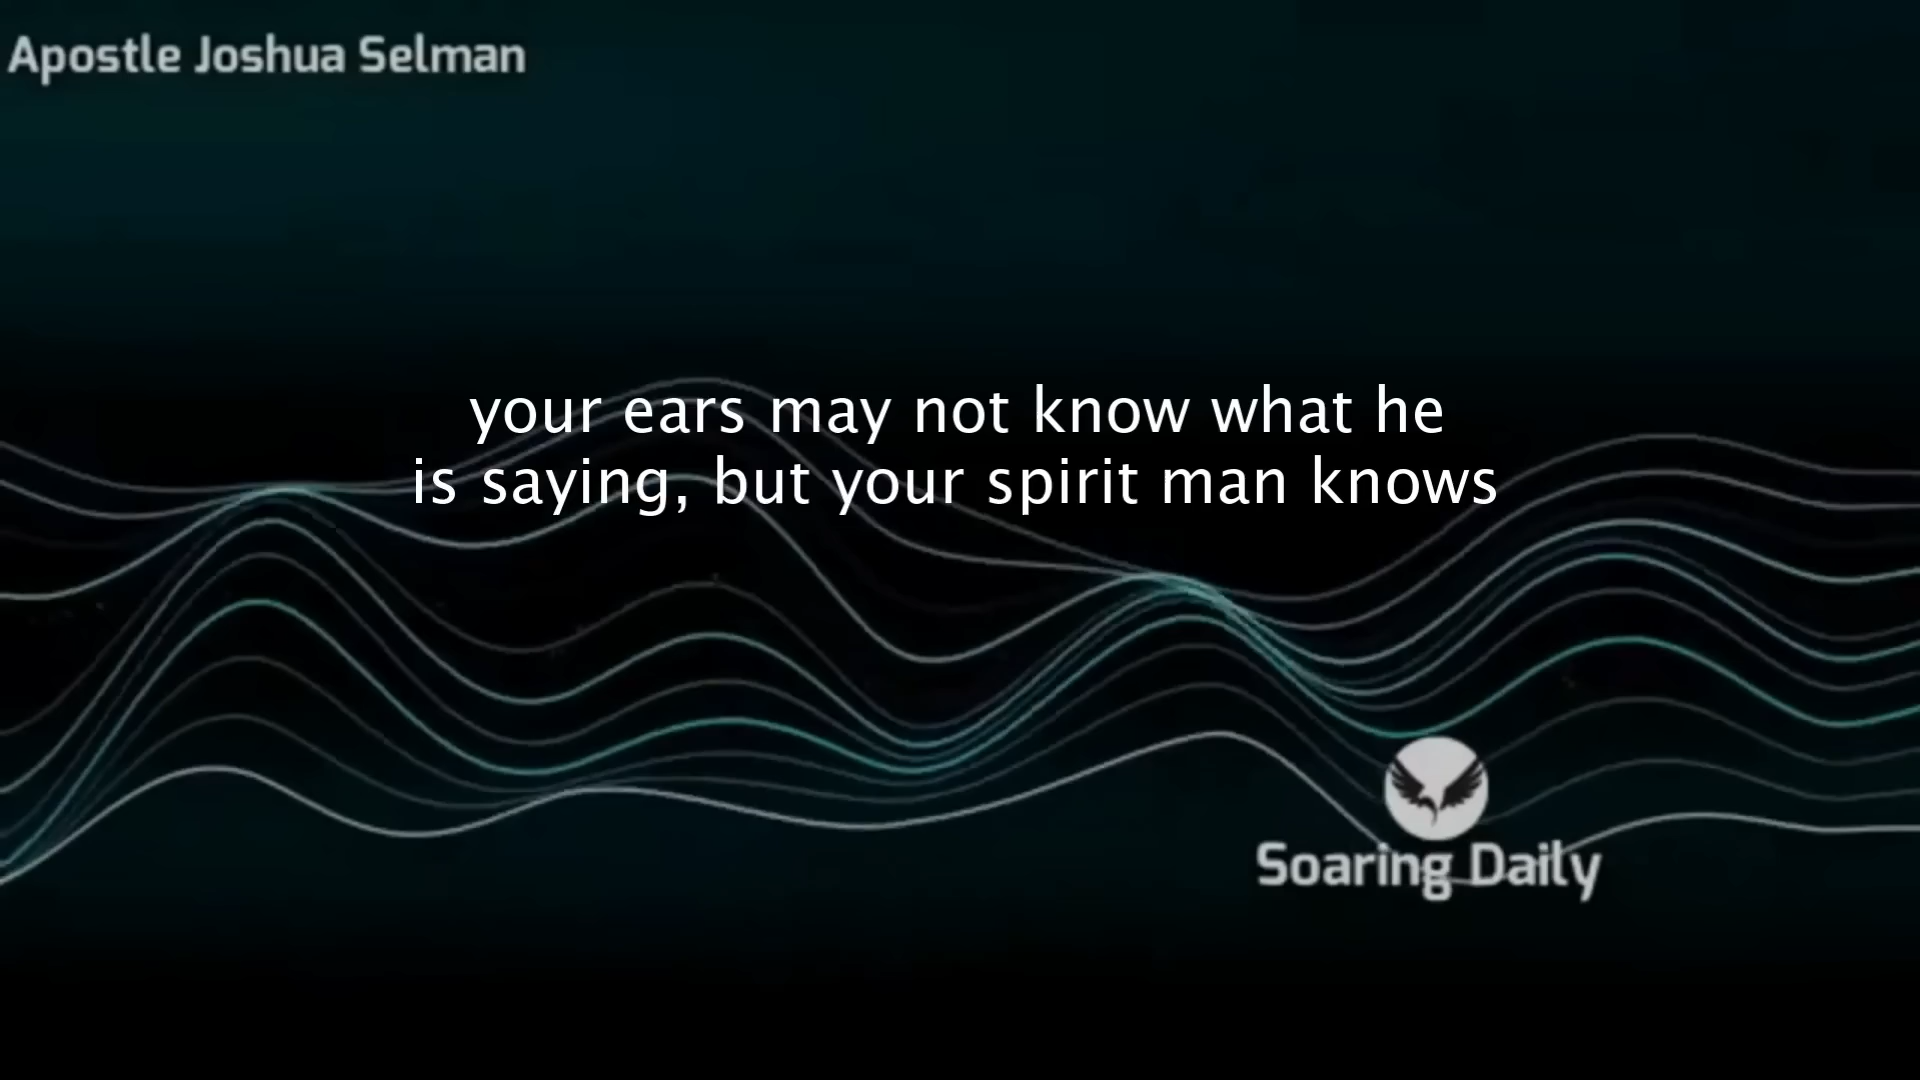 Apostle Joshua Selman
your ears may not know what he
is saying, but your spirit man knows
Soaring Daily